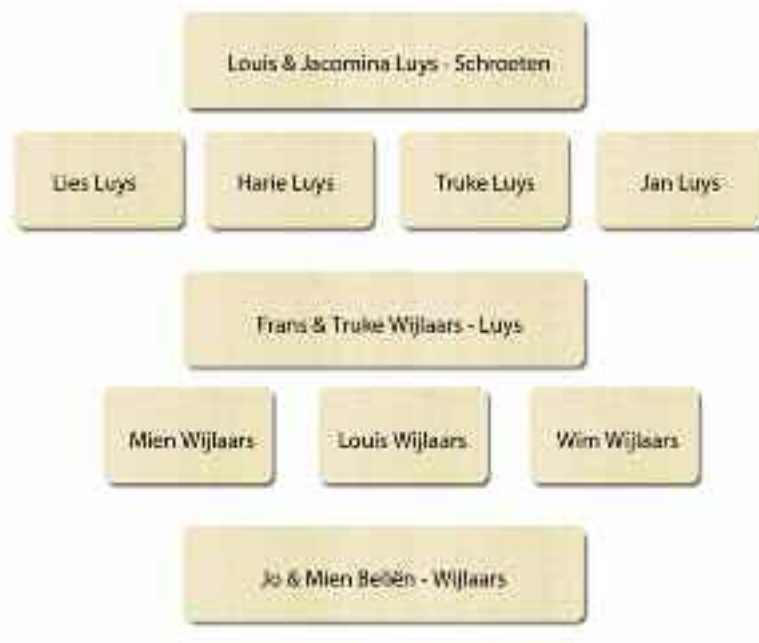 Louis & Jacomina Luys - Schroeten
Lies Luys
Harie Luys
Truke Luys
Jan Luys
Frans & Truke Wijlaars - Luys
Mien Wijlaars
Louis Wijlaars
Wim Wijlaars
Jo & Mien Beliën - Wijlaars